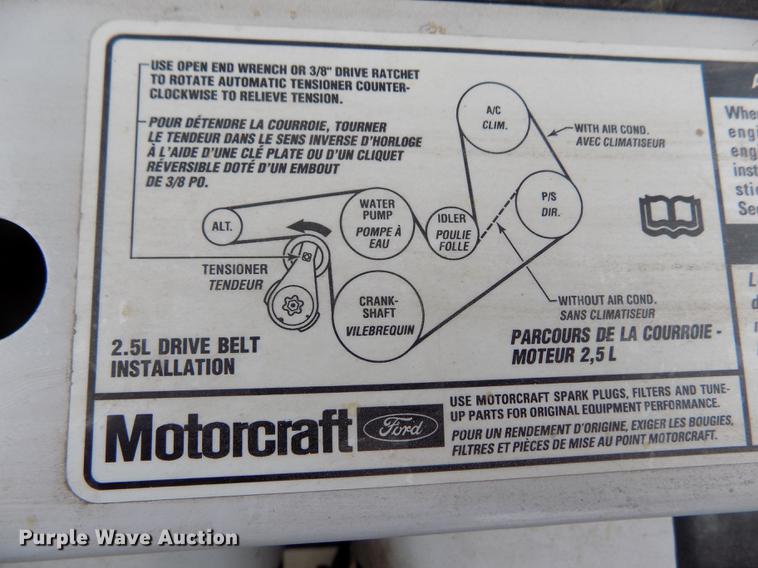 USE OPEN END WRENCH OR 3/8" DRIVE RATCHET
TO ROTATE AUTOMATIC TENSIONER COUNTER-
CLOCKWISE TO RELIEVE TENSION.
POUR DÉTENDRE LA COURROIE, TOURNER
LE TENDEUR DANS LE SENS INVERSE D'HORLOGE
À L'AIDE D'UNE CLÉ PLATE OU D'UN CLIQUET
RÉVERSIBLE DOTÉ D'UN EMBOUT
DE 3/8 PO.
A/C
CLIM.
WITH AIR COND.
AVEC CLIMATISEUR
P/S
DIR.
ALT.
WATER
PUMP
POMPE À
EAU
IDLER
POULIE
FOLLE
TENSIONER
TENDEUR
CRANK-
SHAFT
VILEBREQUIN
WITHOUT AIR COND.
SANS CLIMATISEUR
2.5L DRIVE BELT
INSTALLATION
PARCOURS DE LA COURROIE -
MOTEUR 2,5 L
Motorcraft
Ford
USE MOTORCRAFT SPARK PLUGS, FILTERS AND TUNE-
UP PARTS FOR ORIGINAL EQUIPMENT PERFORMANCE.
POUR UN RENDEMENT D'ORIGINE, EXIGER LES BOUGIES,
FILTRES ET PIÈCES DE MISE AU POINT MOTORCRAFT.
Purple Wave Auction